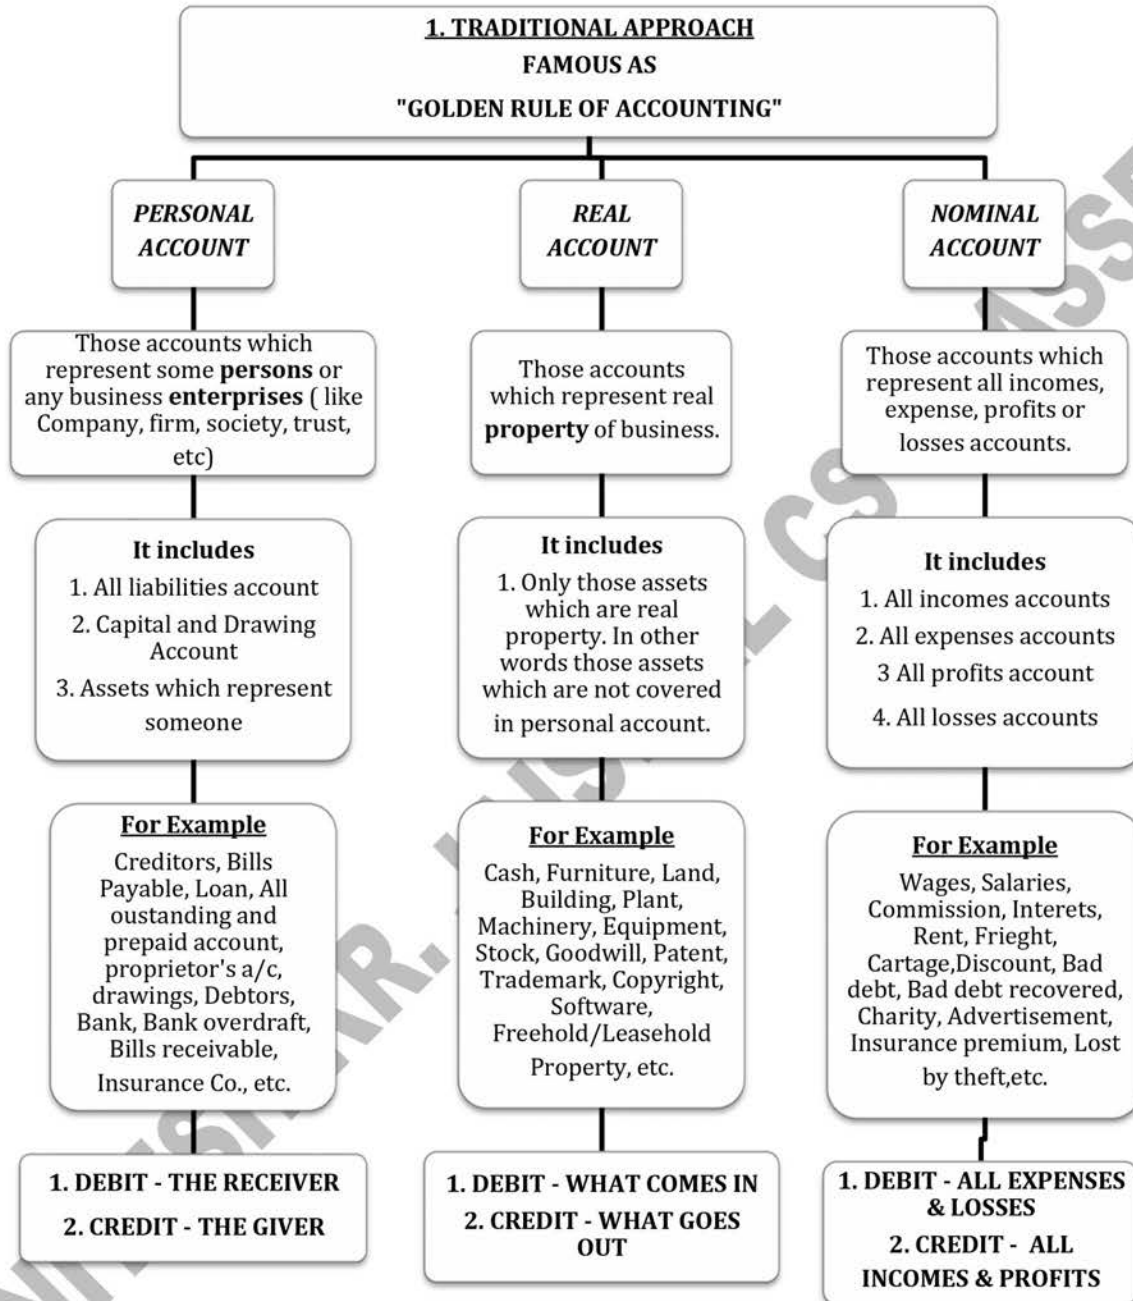 1. TRADITIONAL APPROACH
FAMOUS AS
"GOLDEN RULE OF ACCOUNTING"
PERSONAL
ACCOUNT
Those accounts which
represent some persons or
any business enterprises ( like
Company, firm, society, trust,
etc)
It includes
1. All liabilities account
2. Capital and Drawing
Account
3. Assets which represent
someone
For Example
Creditors, Bills
Payable, Loan, All
oustanding and
prepaid account,
proprietor's a/c,
drawings, Debtors,
Bank, Bank overdraft,
Bills receivable,
Insurance Co., etc.
1. DEBIT - THE RECEIVER
2. CREDIT - THE GIVER
REAL
ACCOUNT
Those accounts
which represent real
property of business.
It includes
1. Only those assets
which are real
property. In other
words those assets
which are not covered
in personal account.
For Example
Cash, Furniture, Land,
Building, Plant,
Machinery, Equipment,
Stock, Goodwill, Patent,
Trademark, Copyright,
Software,
Freehold/Leasehold
Property, etc.
1. DEBIT - WHAT COMES IN
2. CREDIT - WHAT GOES
OUT
NOMINAL
ACCOUNT
Those accounts which
represent all incomes,
expense, profits or
losses accounts.
It includes
1. All incomes accounts
2. All expenses accounts
3 All profits account
4. All losses accounts
For Example
Wages, Salaries,
Commission, Interets,
Rent, Frieght,
Cartage,Discount, Bad
debt, Bad debt recovered,
Charity, Advertisement,
Insurance premium, Lost
by theft,etc.
1. DEBIT - ALL EXPENSES
& LOSSES
2. CREDIT - ALL
INCOMES & PROFITS